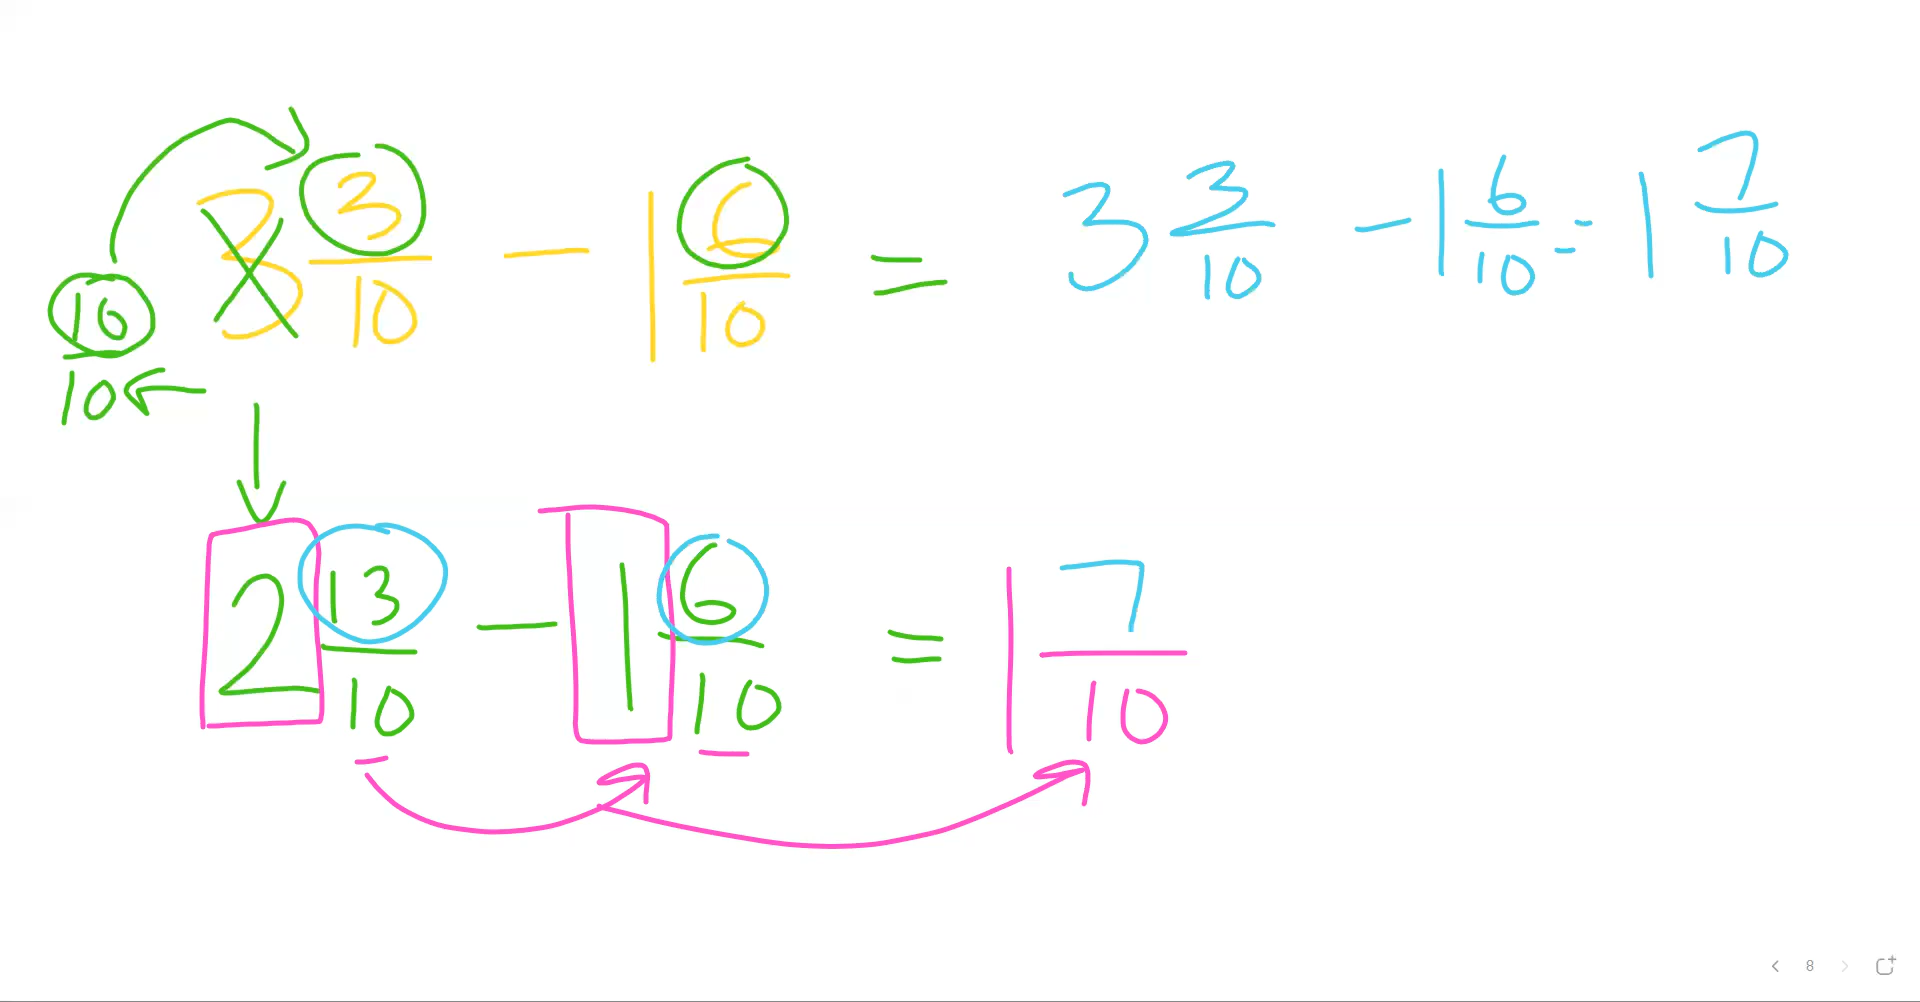 3 3/10 - 1 6/10 = 3 3/10 - 1 6/10 = 1 7/10
10/10
2 13/10 - 1 6/10 = 1 7/10
8